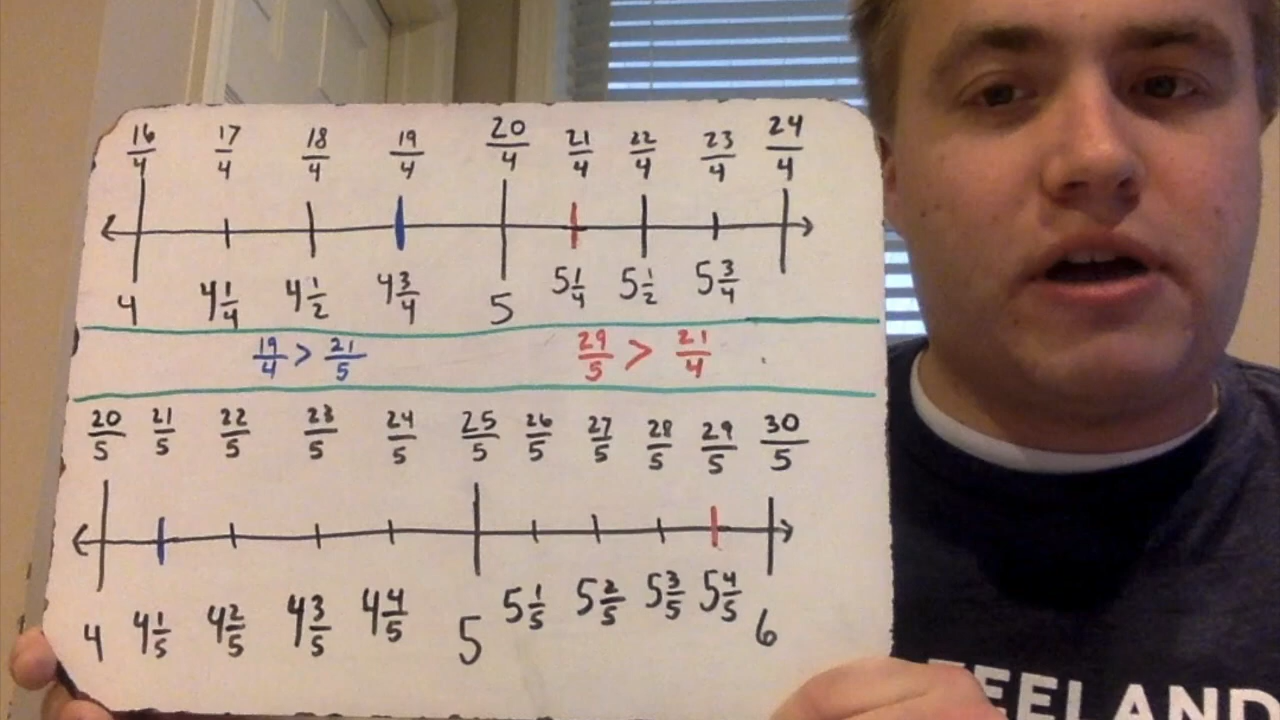 16/4 17/4 18/4 19/4 20/4 21/4 22/4 23/4 24/4
4 4 1/4 4 1/2 4 3/4 5 5 1/4 5 1/2 5 3/4
19/4 > 21/5 29/5 > 21/4
20/5 21/5 22/5 23/5 24/5 25/5 26/5 27/5 28/5 29/5 30/5
4 4 1/5 4 2/5 4 3/5 4 4/5 5 5 1/5 5 2/5 5 3/5 5 4/5 6
EELAND